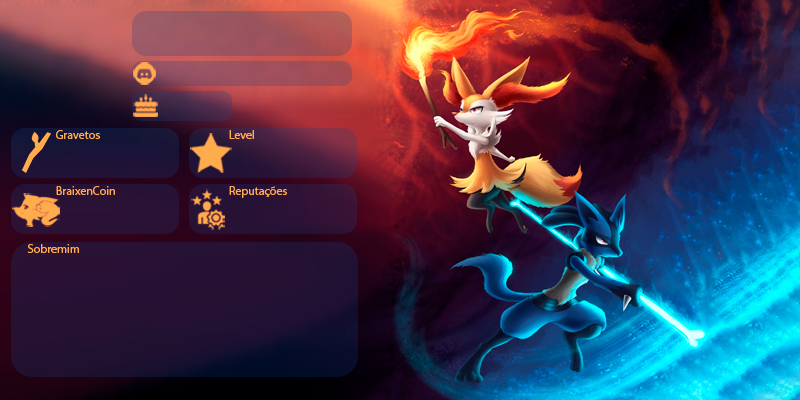 Gravetos
Level
BraixenCoin
Reputações
Sobremim